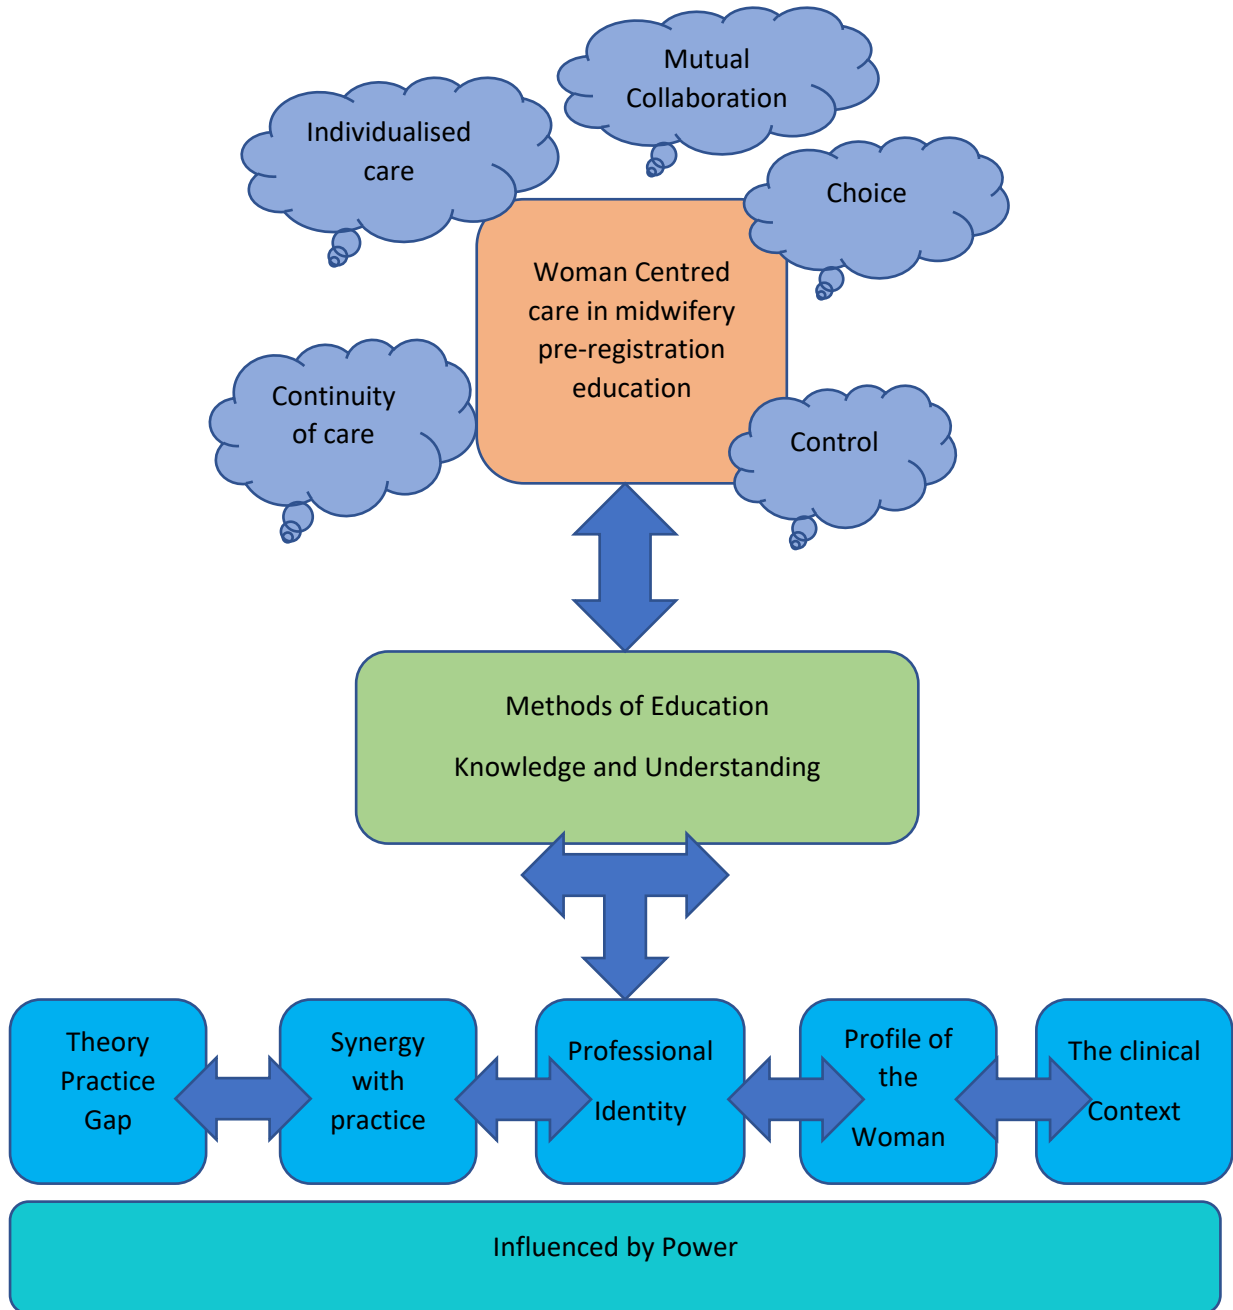 Mutual
Collaboration
Individualised
care
Choice
Woman Centred
care in midwifery
pre-registration
education
Continuity
of care
Control
Methods of Education
Knowledge and Understanding
Theory
Practice
Gap
Synergy
with
practice
Professional
Identity
Profile of
the
Woman
The clinical
Context
Influenced by Power